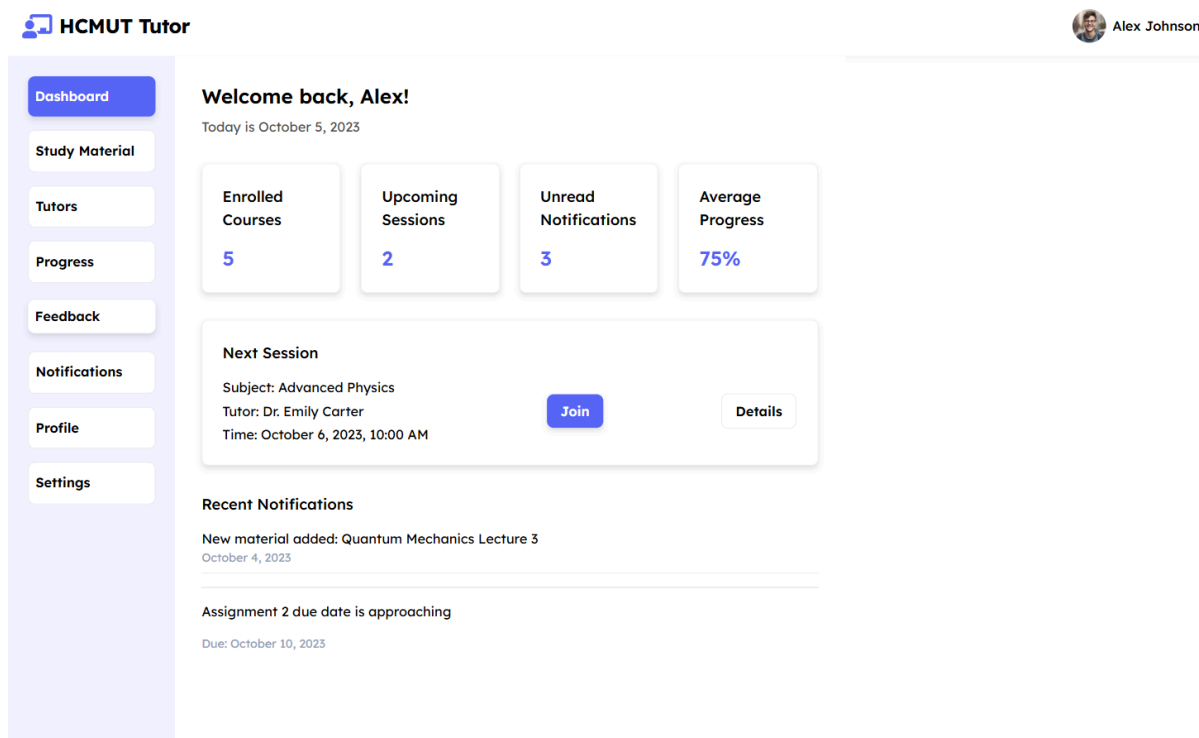 HCMUT Tutor
Alex Johnson
Dashboard
Study Material
Tutors
Progress
Feedback
Notifications
Profile
Settings
Welcome back, Alex!
Today is October 5, 2023
Enrolled
Courses
5
Upcoming
Sessions
2
Unread
Notifications
3
Average
Progress
75%
Next Session
Subject: Advanced Physics
Tutor: Dr. Emily Carter
Time: October 6, 2023, 10:00 AM
Join
Details
Recent Notifications
New material added: Quantum Mechanics Lecture 3
October 4, 2023
Assignment 2 due date is approaching
Due: October 10, 2023